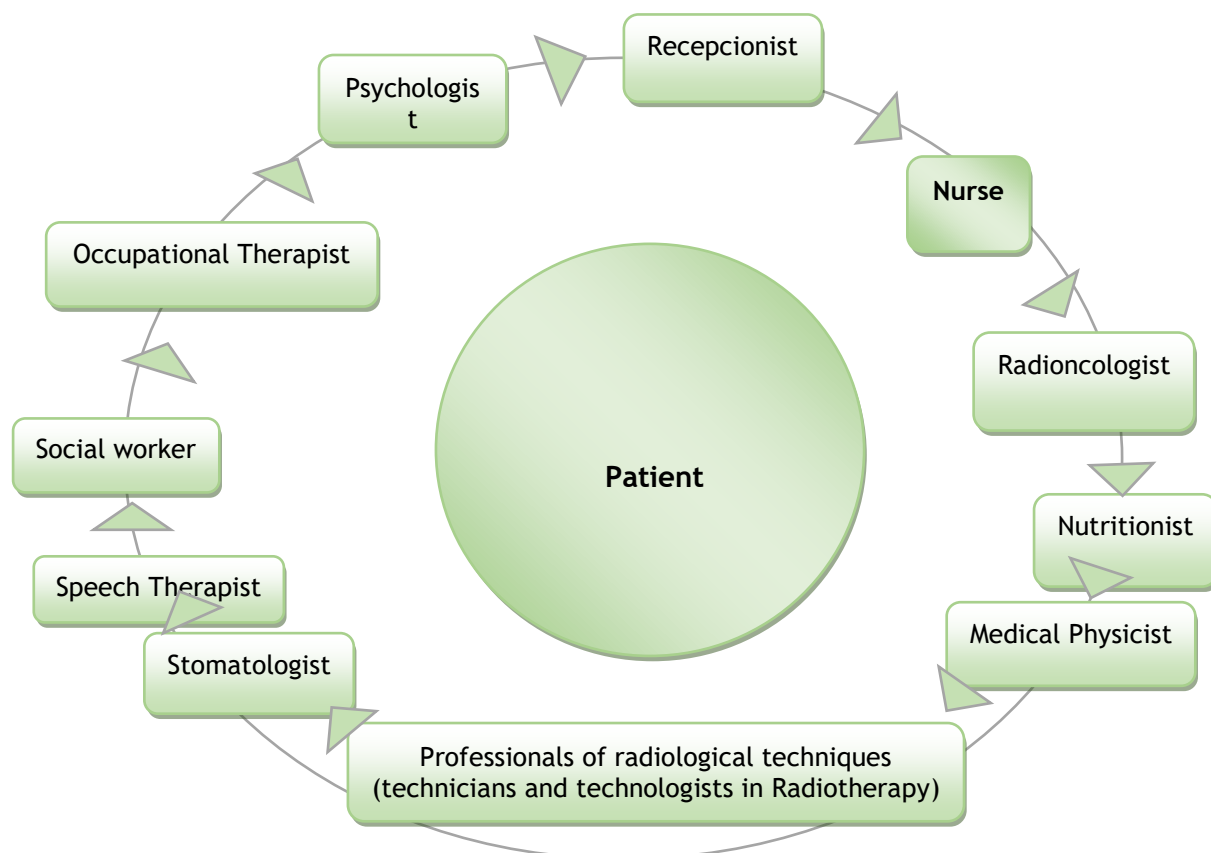 Recepcionist
Psychologis
t
Nurse
Occupational Therapist
Radioncologist
Patient
Social worker
Nutritionist
Speech Therapist
Medical Physicist
Stomatologist
Professionals of radiological techniques
(technicians and technologists in Radiotherapy)